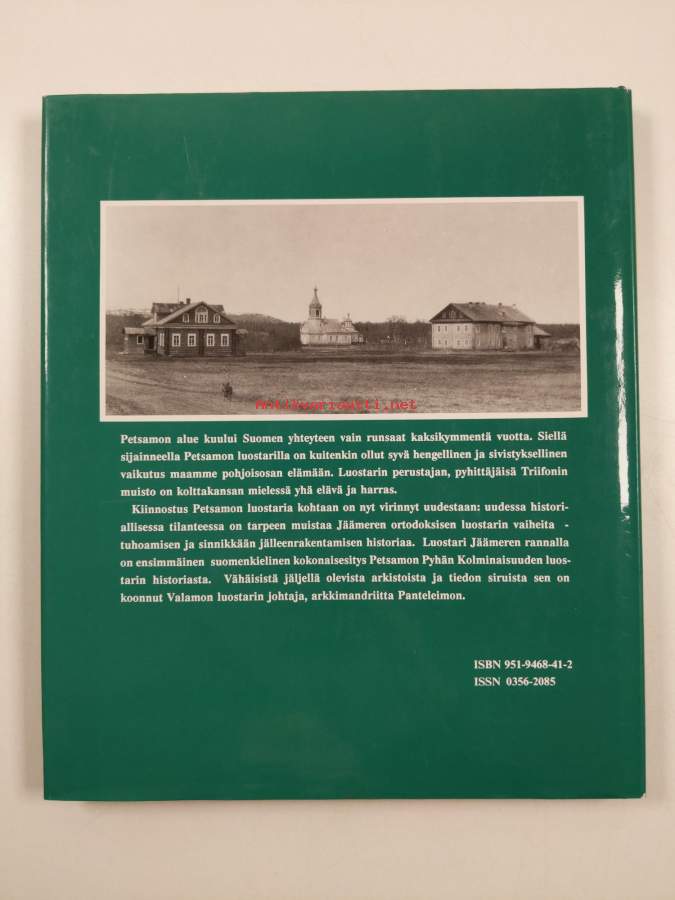 Antikvariaatti.net
Petsamon alue kuului Suomen yhteyteen vain runsaat kaksikymmentä vuotta. Siellä
sijainneella Petsamon luostarilla on kuitenkin ollut syvä hengellinen ja sivistyksellinen
vaikutus maamme pohjoisosan elämään. Luostarin perustajan, pyhittäjäisä Triifonin
muisto on kolttakansan mielessä yhä elävä ja harras.
Kiinnostus Petsamon luostaria kohtaan on nyt virinnyt uudestaan: uudessa histori-
allisessa tilanteessa on tarpeen muistaa Jäämeren ortodoksisen luostarin vaiheita -
tuhoamisen ja sinnikkään jälleenrakentamisen historiaa. Luostari Jäämeren rannalla
on ensimmäinen suomenkielinen kokonaisesitys Petsamon Pyhän Kolminaisuuden luos-
tarin historiasta. Vähäisistä jäljellä olevista arkistoista ja tiedon siruista sen on
koonnut Valamon luostarin johtaja, arkkimandriitta Panteleimon.
ISBN 951-9468-41-2
ISSN 0356-2085